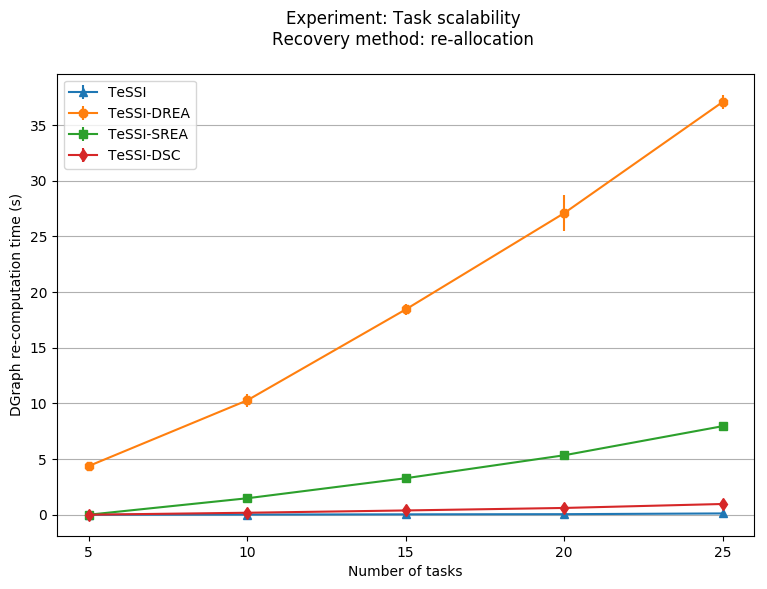 Experiment: Task scalability
Recovery method: re-allocation
TeSSI
TeSSI-DREA
TeSSI-SREA
TeSSI-DSC
DGraph re-computation time (s)
35
30
25
20
15
10
5
0
5 10 15 20 25
Number of tasks